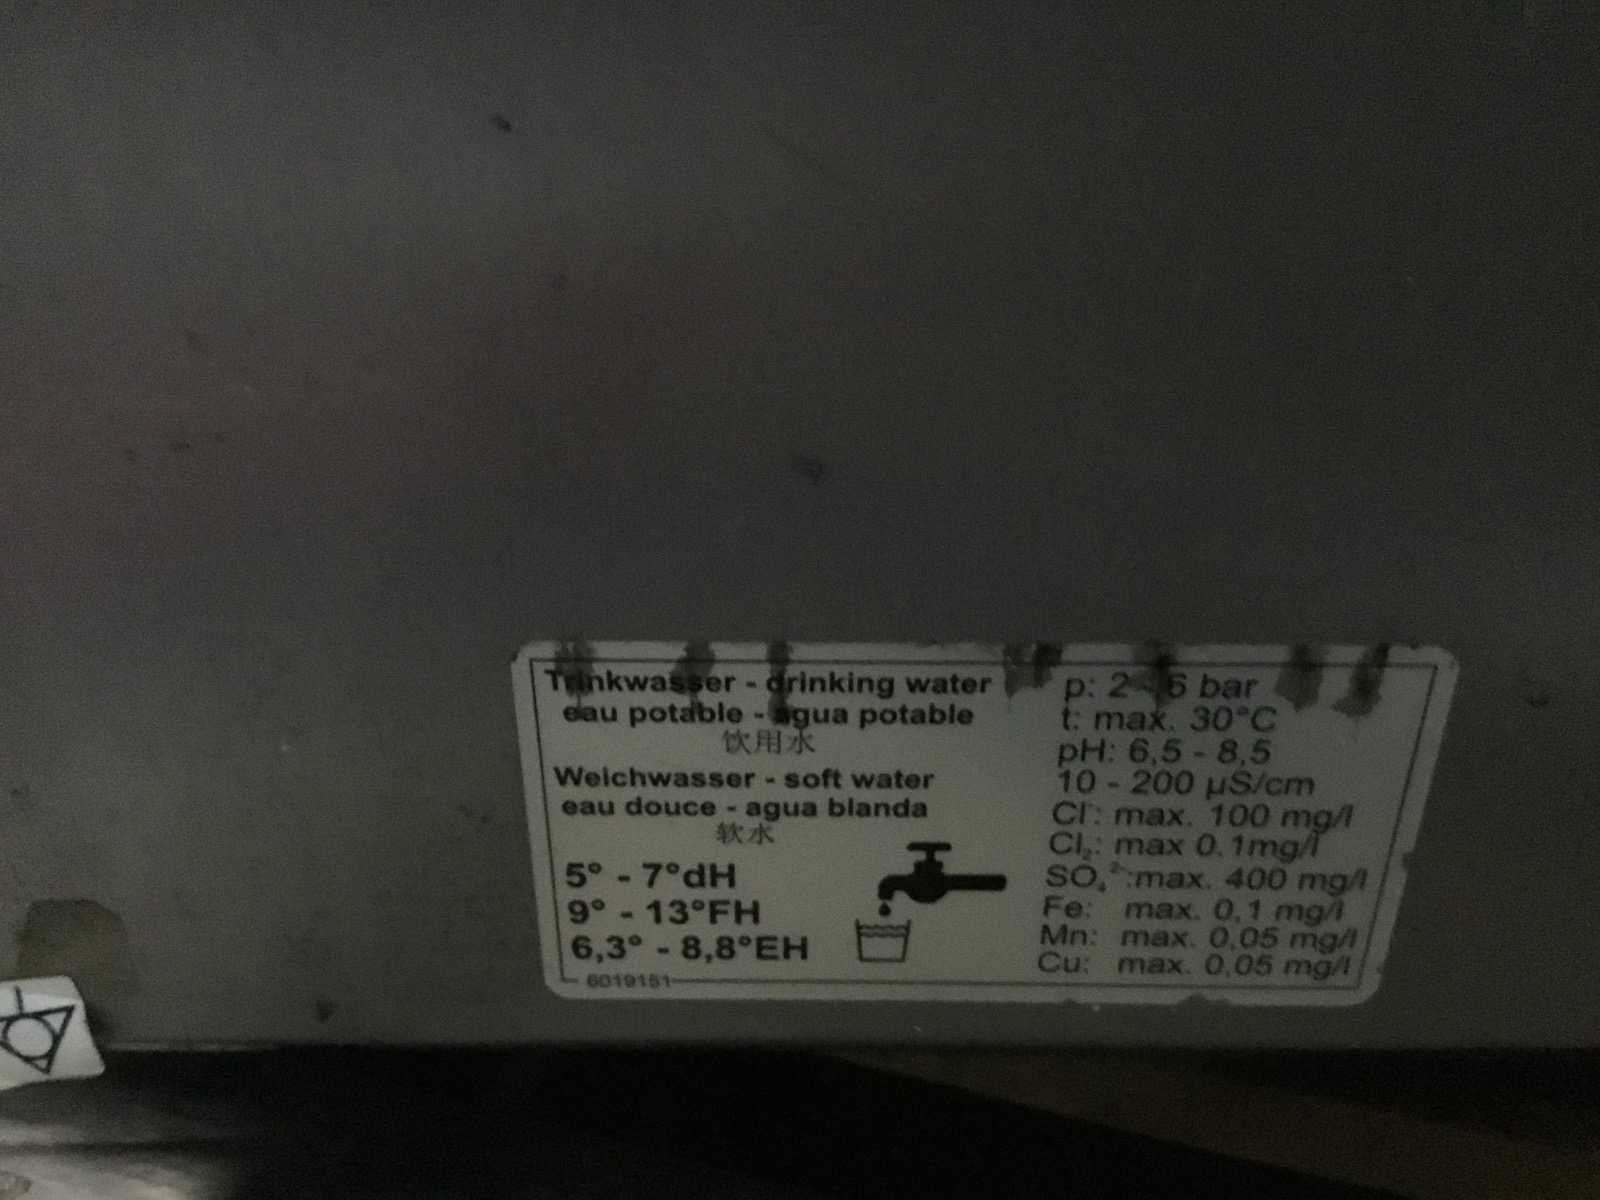 Trinkwasser - drinking water
eau potable - agua potable
饮用水
Weichwasser - soft water
eau douce - agua blanda
软水
5° - 7°dH
9° - 13°FH
6,3° - 8,8°EH
6019151
p: 2 - 6 bar
t: max. 30°C
pH: 6,5 - 8,5
10 - 200 µS/cm
Cl⁻: max. 100 mg/l
Cl₂: max 0.1mg/l
SO₄²⁻:max. 400 mg/l
Fe: max. 0,1 mg/l
Mn: max. 0,05 mg/l
Cu: max. 0,05 mg/l